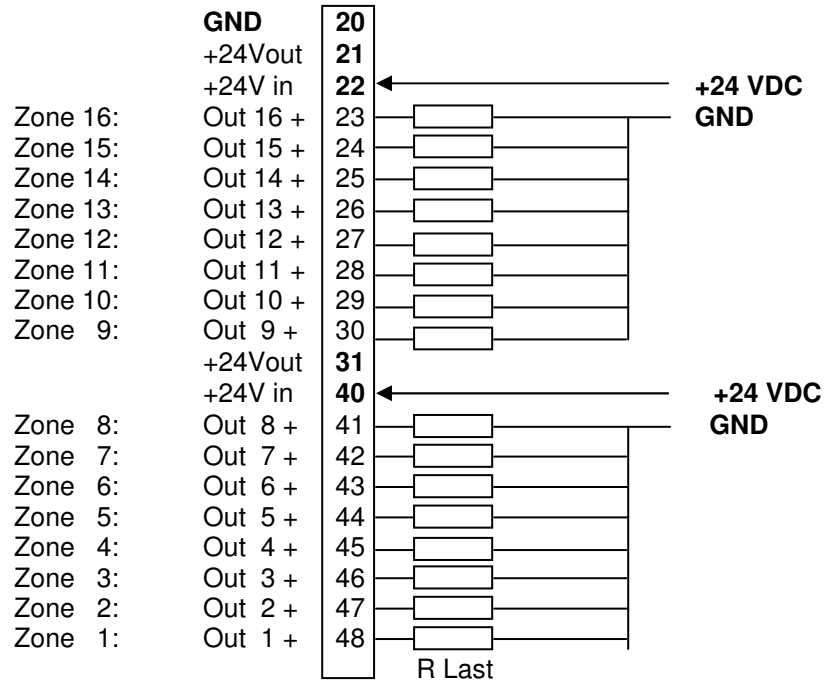 GND 20
+24Vout 21
+24V in 22 +24 VDC
Zone 16: Out 16 + 23 GND
Zone 15: Out 15 + 24
Zone 14: Out 14 + 25
Zone 13: Out 13 + 26
Zone 12: Out 12 + 27
Zone 11: Out 11 + 28
Zone 10: Out 10 + 29
Zone 9: Out 9 + 30
+24Vout 31
+24V in 40 +24 VDC
Zone 8: Out 8 + 41 GND
Zone 7: Out 7 + 42
Zone 6: Out 6 + 43
Zone 5: Out 5 + 44
Zone 4: Out 4 + 45
Zone 3: Out 3 + 46
Zone 2: Out 2 + 47
Zone 1: Out 1 + 48
R Last